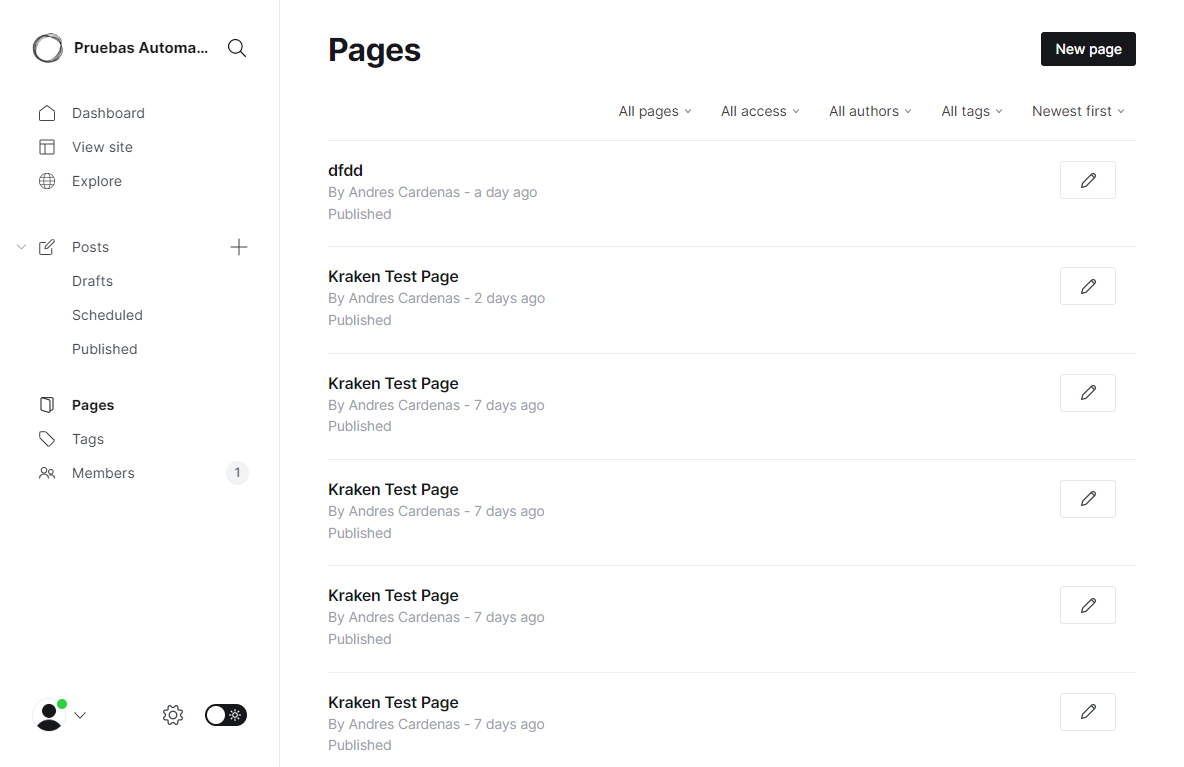 Pruebas Automa...
Dashboard
View site
Explore
Posts
Drafts
Scheduled
Published
Pages
Tags
Members 1
Pages
New page
All pages All access All authors All tags Newest first
dfdd
By Andres Cardenas - a day ago
Published
Kraken Test Page
By Andres Cardenas - 2 days ago
Published
Kraken Test Page
By Andres Cardenas - 7 days ago
Published
Kraken Test Page
By Andres Cardenas - 7 days ago
Published
Kraken Test Page
By Andres Cardenas - 7 days ago
Published
Kraken Test Page
By Andres Cardenas - 7 days ago
Published